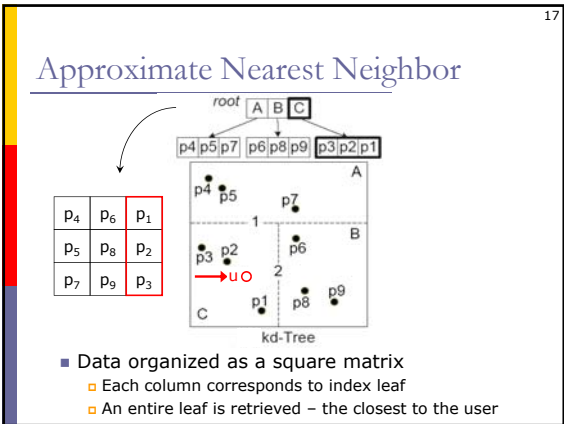 17
Approximate Nearest Neighbor
root A B C
p4 p5 p7 p6 p8 p9 p3 p2 p1
A
p4 p5
p7
1
B
p6
p3 p2
u
2
p8 p9
p1
C
kd-Tree
p4 p6 p1
p5 p8 p2
p7 p9 p3
Data organized as a square matrix
Each column corresponds to index leaf
An entire leaf is retrieved – the closest to the user